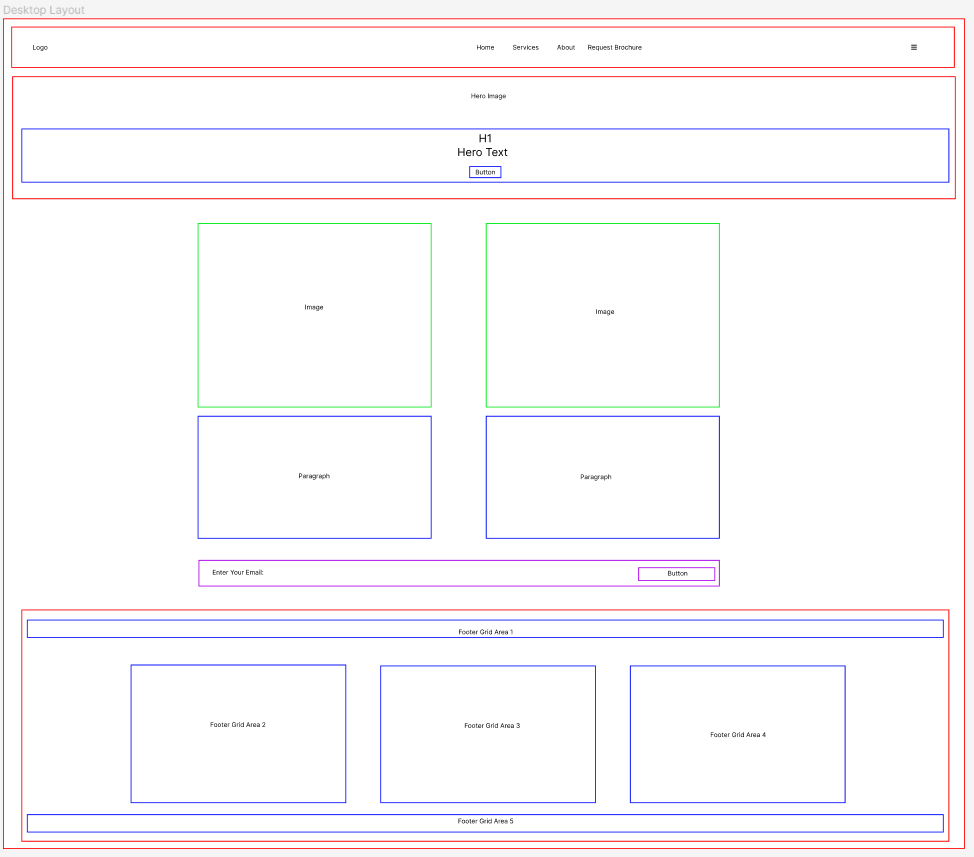 Desktop Layout
Logo Home Services About Request Brochure ≡
Hero Image
H1
Hero Text
Button
Image Image
Paragraph Paragraph
Enter Your Email: Button
Footer Grid Area 1
Footer Grid Area 2 Footer Grid Area 3 Footer Grid Area 4
Footer Grid Area 5